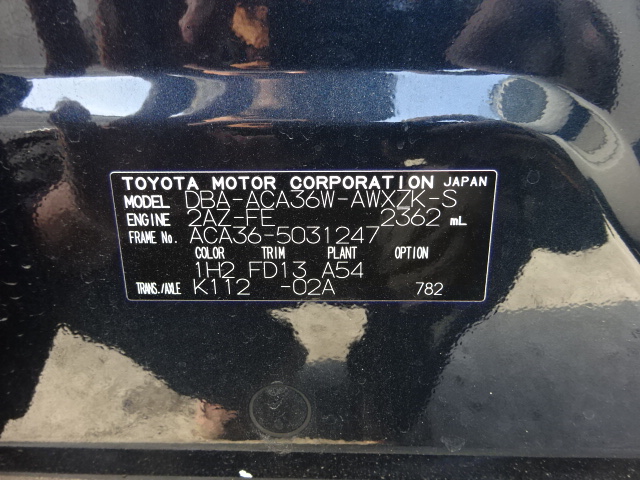 TOYOTA MOTOR CORPORATION JAPAN
MODEL DBA-ACA36W-AWXZK-S
ENGINE 2AZ-FE 2362 mL
FRAME No. ACA36-5031247
COLOR TRIM PLANT OPTION
1H2 FD13 A54
TRANS./AXLE K112 -02A 782